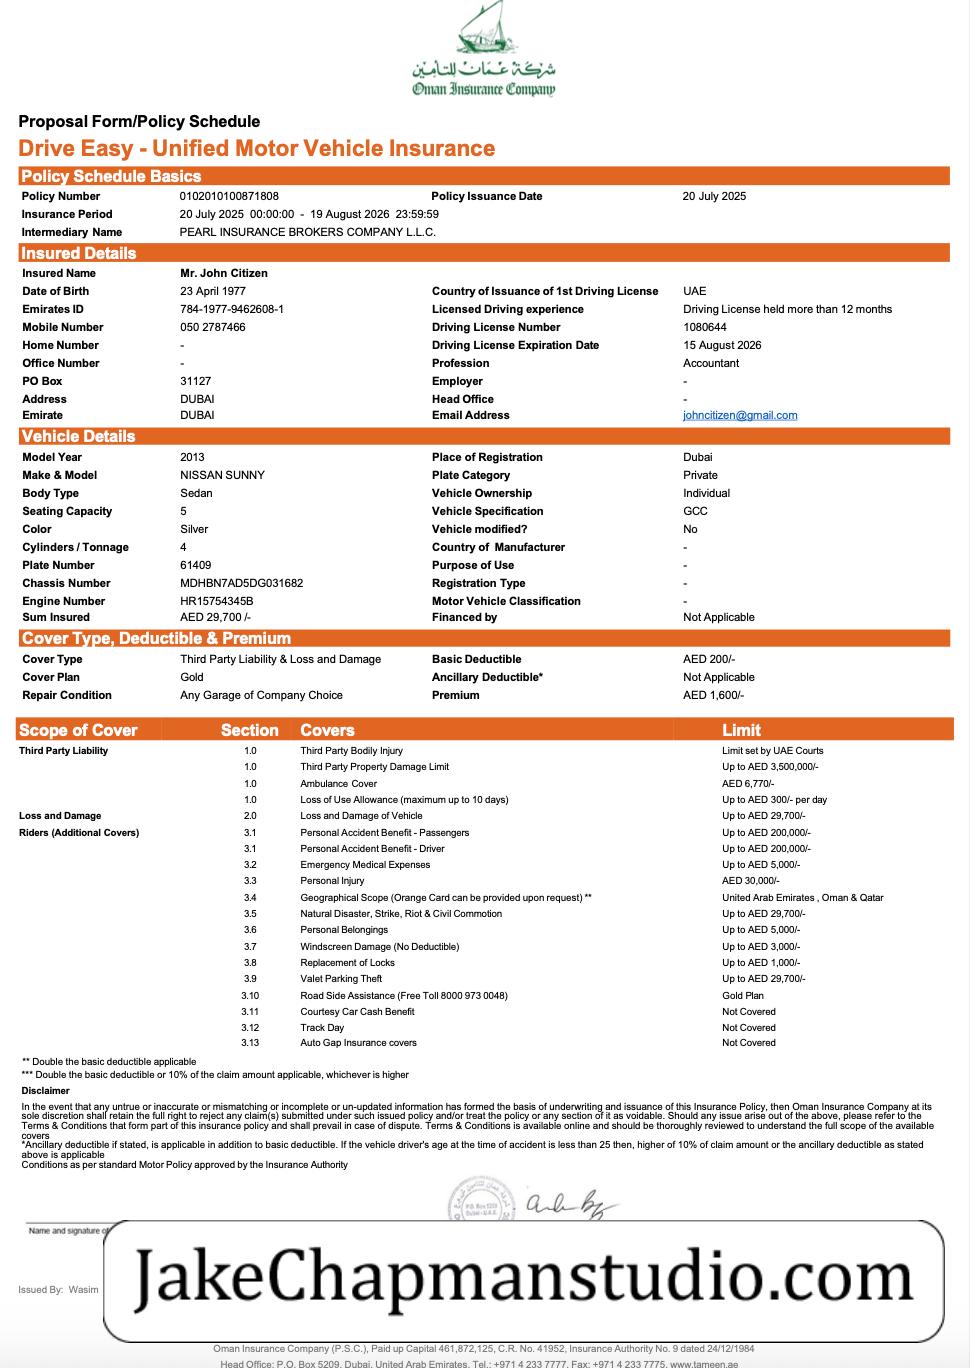 شركة عمان للتأمين
Oman Insurance Company
Proposal Form/Policy Schedule
Drive Easy - Unified Motor Vehicle Insurance
Policy Schedule Basics
Policy Number 0102010100871808 Policy Issuance Date 20 July 2025
Insurance Period 20 July 2025 00:00:00 - 19 August 2026 23:59:59
Intermediary Name PEARL INSURANCE BROKERS COMPANY L.L.C.
Insured Details
Insured Name Mr. John Citizen
Date of Birth 23 April 1977 Country of Issuance of 1st Driving License UAE
Emirates ID 784-1977-9462608-1 Licensed Driving experience Driving License held more than 12 months
Mobile Number 050 2787466 Driving License Number 1080644
Home Number - Driving License Expiration Date 15 August 2026
Office Number - Profession Accountant
PO Box 31127 Employer -
Address DUBAI Head Office -
Emirate DUBAI Email Address johncitizen@gmail.com
Vehicle Details
Model Year 2013 Place of Registration Dubai
Make & Model NISSAN SUNNY Plate Category Private
Body Type Sedan Vehicle Ownership Individual
Seating Capacity 5 Vehicle Specification GCC
Color Silver Vehicle modified? No
Cylinders / Tonnage 4 Country of Manufacturer -
Plate Number 61409 Purpose of Use -
Chassis Number MDHBN7AD5DG031682 Registration Type -
Engine Number HR15754345B Motor Vehicle Classification -
Sum Insured AED 29,700 /- Financed by Not Applicable
Cover Type, Deductible & Premium
Cover Type Third Party Liability & Loss and Damage Basic Deductible AED 200/-
Cover Plan Gold Ancillary Deductible* Not Applicable
Repair Condition Any Garage of Company Choice Premium AED 1,600/-
Scope of Cover Section Covers Limit
Third Party Liability 1.0 Third Party Bodily Injury Limit set by UAE Courts
1.0 Third Party Property Damage Limit Up to AED 3,500,000/-
1.0 Ambulance Cover AED 6,770/-
1.0 Loss of Use Allowance (maximum up to 10 days) Up to AED 300/- per day
Loss and Damage 2.0 Loss and Damage of Vehicle Up to AED 29,700/-
Riders (Additional Covers) 3.1 Personal Accident Benefit - Passengers Up to AED 200,000/-
3.1 Personal Accident Benefit - Driver Up to AED 200,000/-
3.2 Emergency Medical Expenses Up to AED 5,000/-
3.3 Personal Injury AED 30,000/-
3.4 Geographical Scope (Orange Card can be provided upon request) ** United Arab Emirates , Oman & Qatar
3.5 Natural Disaster, Strike, Riot & Civil Commotion Up to AED 29,700/-
3.6 Personal Belongings Up to AED 5,000/-
3.7 Windscreen Damage (No Deductible) Up to AED 3,000/-
3.8 Replacement of Locks Up to AED 1,000/-
3.9 Valet Parking Theft Up to AED 29,700/-
3.10 Road Side Assistance (Free Toll 8000 973 0048) Gold Plan
3.11 Courtesy Car Cash Benefit Not Covered
3.12 Track Day Not Covered
3.13 Auto Gap Insurance covers Not Covered
** Double the basic deductible applicable
*** Double the basic deductible or 10% of the claim amount applicable, whichever is higher
Disclaimer
In the event that any untrue or inaccurate or mismatching or incomplete or un-updated information has formed the basis of underwriting and issuance of this Insurance Policy, then Oman Insurance Company at its
sole discretion shall retain the full right to reject any claim(s) submitted under such issued policy and/or treat the policy or any section of it as voidable. Should any issue arise out of the above, please refer to the
Terms & Conditions that form part of this insurance policy and shall prevail in case of dispute. Terms & Conditions is available online and should be thoroughly reviewed to understand the full scope of the available
covers
*Ancillary deductible if stated, is applicable in addition to basic deductible. If the vehicle driver's age at the time of accident is less than 25 then, higher of 10% of claim amount or the ancillary deductible as stated
above is applicable
Conditions as per standard Motor Policy approved by the Insurance Authority
P.O. Box 5209
Dubai - U.A.E.
Name and signature of
JakeChapmanstudio.com
Issued By: Wasim
Oman Insurance Company (P.S.C.), Paid up Capital 461,872,125, C.R. No. 41952, Insurance Authority No. 9 dated 24/12/1984
Head Office: P.O. Box 5209, Dubai, United Arab Emirates, Tel.: +971 4 233 7777, Fax: +971 4 233 7775, www.tameen.ae